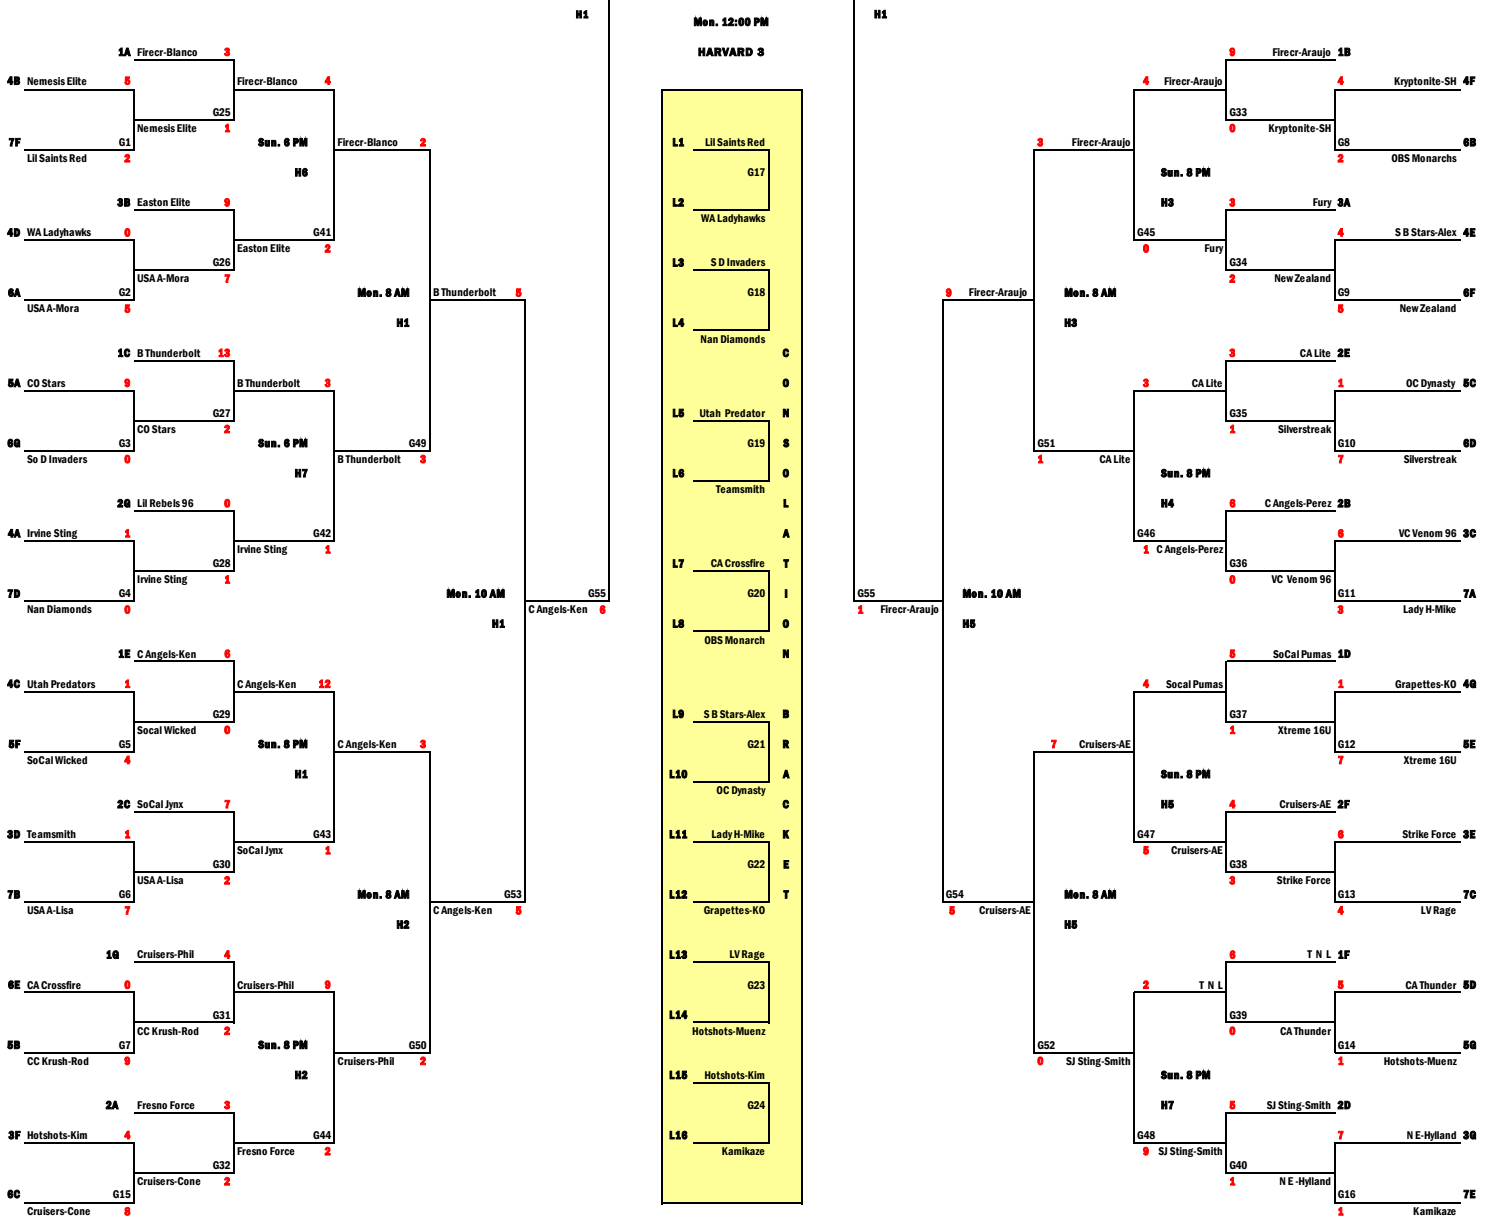 H1
Mon. 12:00 PM
HARVARD 3
H1
1A Firecr-Blanco 3
4B Nemesis Elite 5
Firecr-Blanco 4
G25
7F G1
Nemesis Elite 1
Lil Saints Red 2
Sun. 6 PM
H6
Firecr-Blanco 2
3B Easton Elite 9
4D WA Ladyhawks 0
G41
Easton Elite 2
G26
USA A-Mora 7
6A G2
USA A-Mora 5
Mon. 8 AM
H1
B Thunderbolt 5
1C B Thunderbolt 13
5A CO Stars 9
B Thunderbolt 3
G27
CO Stars 2
6G G3
So D Invaders 0
Sun. 6 PM
H7
G49
B Thunderbolt 3
2G Lil Rebels 96 0
4A Irvine Sting 1
G42
Irvine Sting 1
G28
Irvine Sting 1
7D G4
Nan Diamonds 0
Mon. 10 AM
H1
G55
C Angels-Ken 6
1E C Angels-Ken 6
4C Utah Predators 1
C Angels-Ken 12
G29
Socal Wicked 0
5F G5
SoCal Wicked 4
Sun. 8 PM
H1
C Angels-Ken 3
2C SoCal Jynx 7
3D Teamsmith 1
G43
SoCal Jynx 1
G30
USA A-Lisa 2
7B G6
USA A-Lisa 7
Mon. 8 AM
H2
G53
C Angels-Ken 5
1G Cruisers-Phil 4
6E CA Crossfire 0
Cruisers-Phil 9
G31
CC Krush-Rod 2
5B G7
CC Krush-Rod 9
Sun. 8 PM
H2
G50
Cruisers-Phil 2
2A Fresno Force 3
3F Hotshots-Kim 4
G44
Fresno Force 2
G32
Cruisers-Cone 2
6C G15
Cruisers-Cone 8
L1 Lil Saints Red
G17
L2
WA Ladyhawks
L3 S D Invaders
G18
L4
Nan Diamonds
L5 Utah Predator
G19
L6
Teamsmith
L7 CA Crossfire
G20
L8
OBS Monarch
L9 S B Stars-Alex
G21
L10
OC Dynasty
L11 Lady H-Mike
G22
L12
Grapettes-KO
L13 LV Rage
G23
L14
Hotshots-Muenz
L15 Hotshots-Kim
G24
L16
Kamikaze
C
O
N
S
O
L
A
T
I
O
N
B
R
A
C
K
E
T
9 Firecr-Araujo 1B
4 Firecr-Araujo
4 Kryptonite-SH 4F
G33
0 Kryptonite-SH
G8 6B
2 OBS Monarchs
3 Firecr-Araujo
Sun. 8 PM
H3
3 Fury 3A
G45
0 Fury
4 S B Stars-Alex 4E
G34
2 New Zealand
G9 6F
5 New Zealand
9 Firecr-Araujo
Mon. 8 AM
H3
3 CA Lite 2E
3 CA Lite
1 OC Dynasty 5C
G35
1 Silverstreak
G10 6D
7 Silverstreak
G51
1 CA Lite
Sun. 8 PM
H4
6 C Angels-Perez 2B
G46
1 C Angels-Perez
6 VC Venom 96 3C
G36
0 VC Venom 96
G11 7A
3 Lady H-Mike
G55
1 Firecr-Araujo
Mon. 10 AM
H5
5 SoCal Pumas 1D
4 Socal Pumas
1 Grapettes-KO 4G
G37
1 Xtreme 16U
G12 5E
7 Xtreme 16U
7 Cruisers-AE
Sun. 8 PM
H5
4 Cruisers-AE 2F
G47
5 Cruisers-AE
6 Strike Force 3E
G38
3 Strike Force
G13 7C
4 LV Rage
G54
5 Cruisers-AE
Mon. 8 AM
H5
6 T N L 1F
2 T N L
5 CA Thunder 5D
G39
0 CA Thunder
G14 5G
1 Hotshots-Muenz
G52
0 SJ Sting-Smith
Sun. 8 PM
H7
5 SJ Sting-Smith 2D
G48
9 SJ Sting-Smith
7 N E-Hylland 3G
G40
1 N E -Hylland
G16 7E
1 Kamikaze